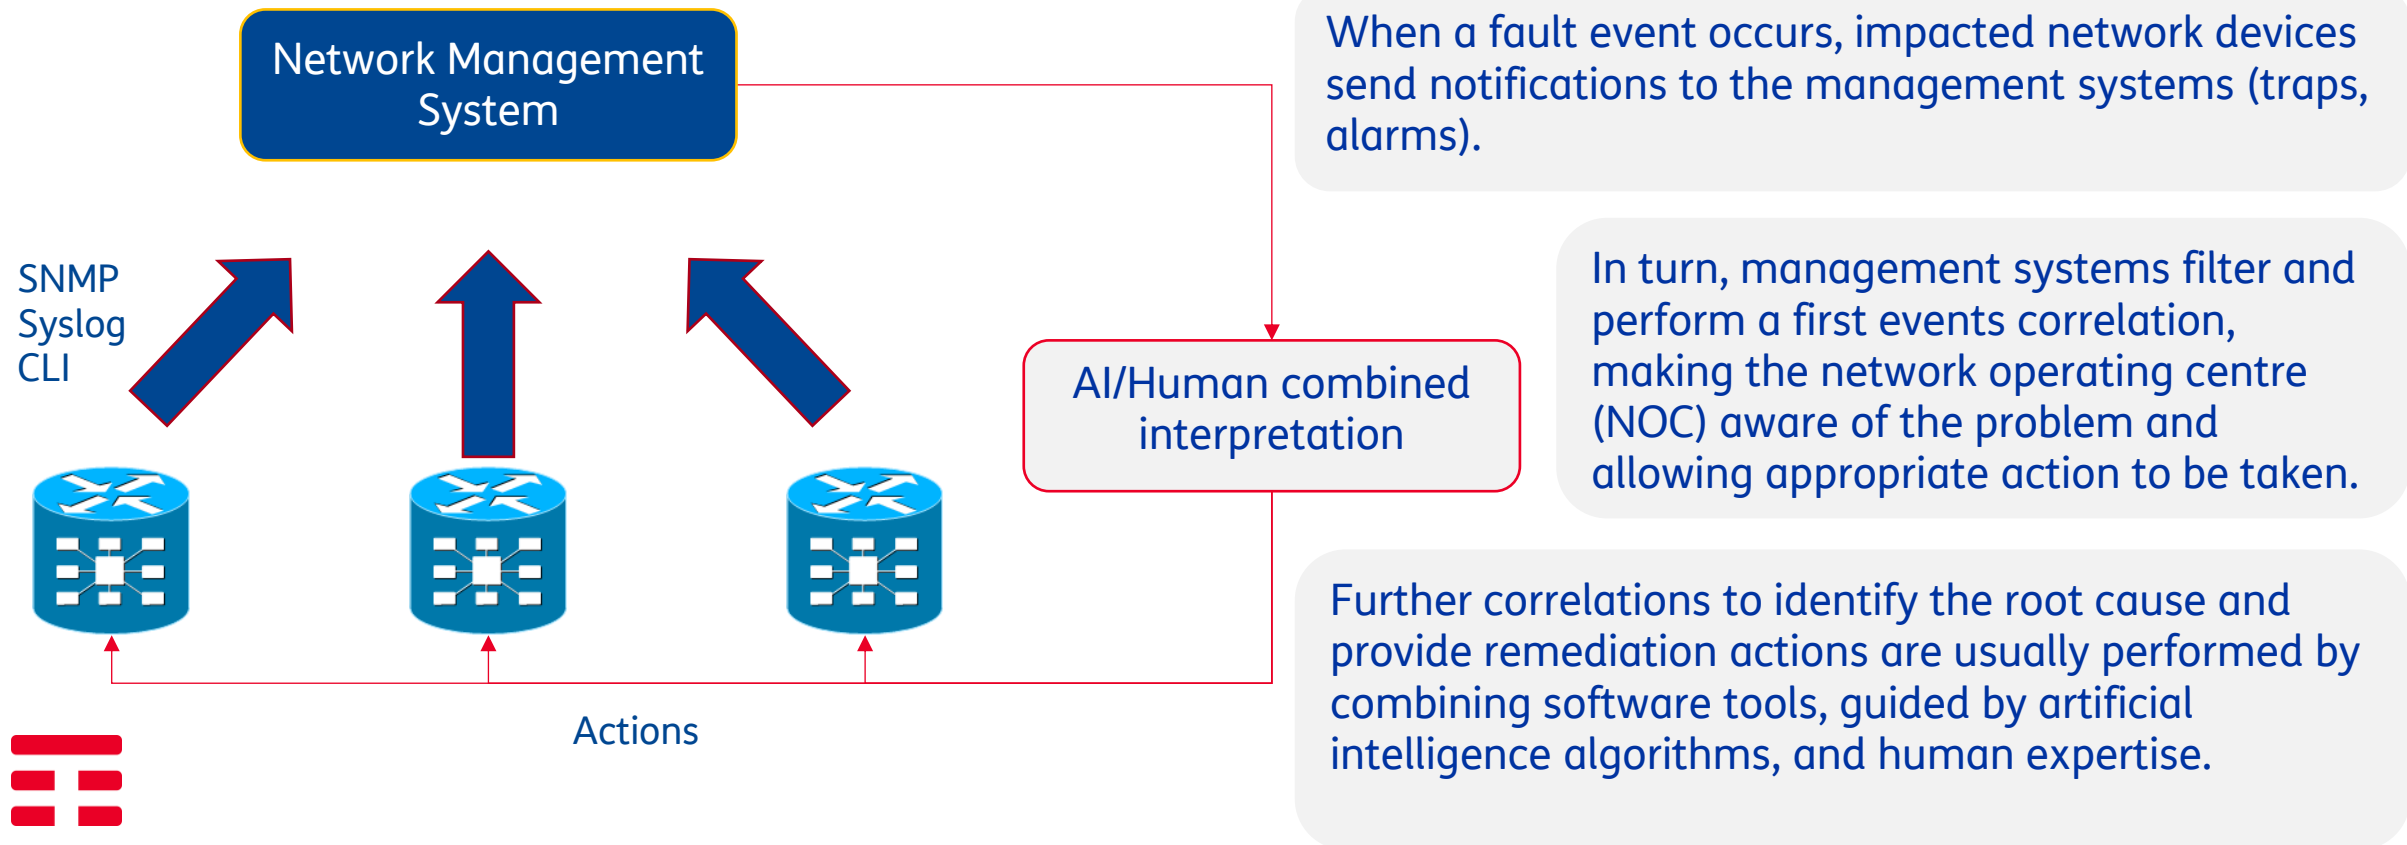 Network Management
System
When a fault event occurs, impacted network devices
send notifications to the management systems (traps,
alarms).
SNMP
Syslog
CLI
In turn, management systems filter and
perform a first events correlation,
making the network operating centre
(NOC) aware of the problem and
allowing appropriate action to be taken.
AI/Human combined
interpretation
Further correlations to identify the root cause and
provide remediation actions are usually performed by
combining software tools, guided by artificial
intelligence algorithms, and human expertise.
Actions